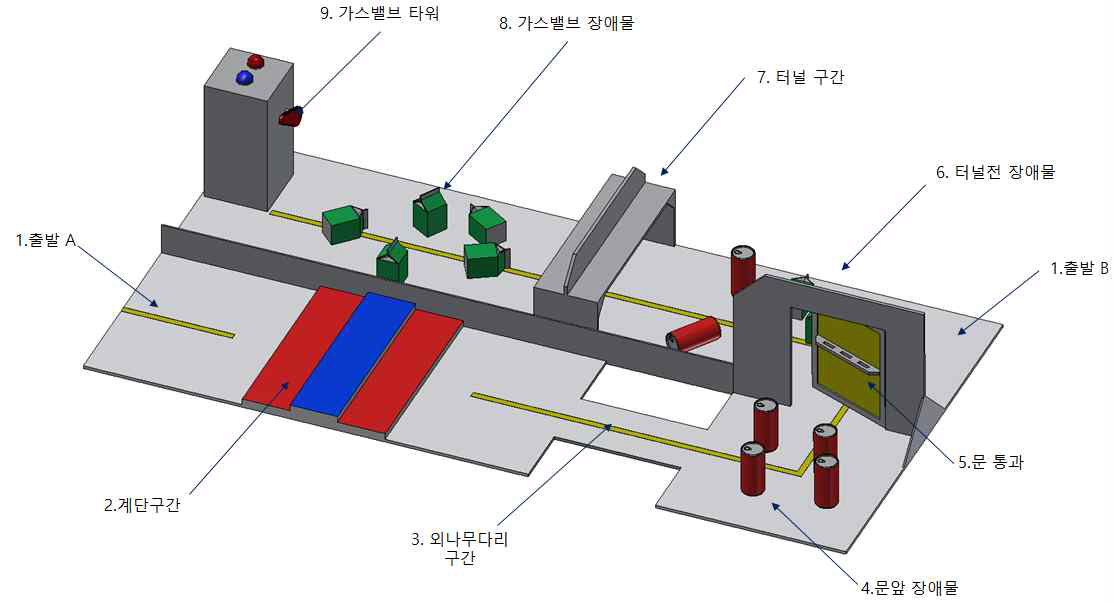 9. 가스밸브 타워
8. 가스밸브 장애물
7. 터널 구간
6. 터널전 장애물
1.출발 A
1.출발 B
5.문 통과
2.계단구간
3. 외나무다리
구간
4.문앞 장애물